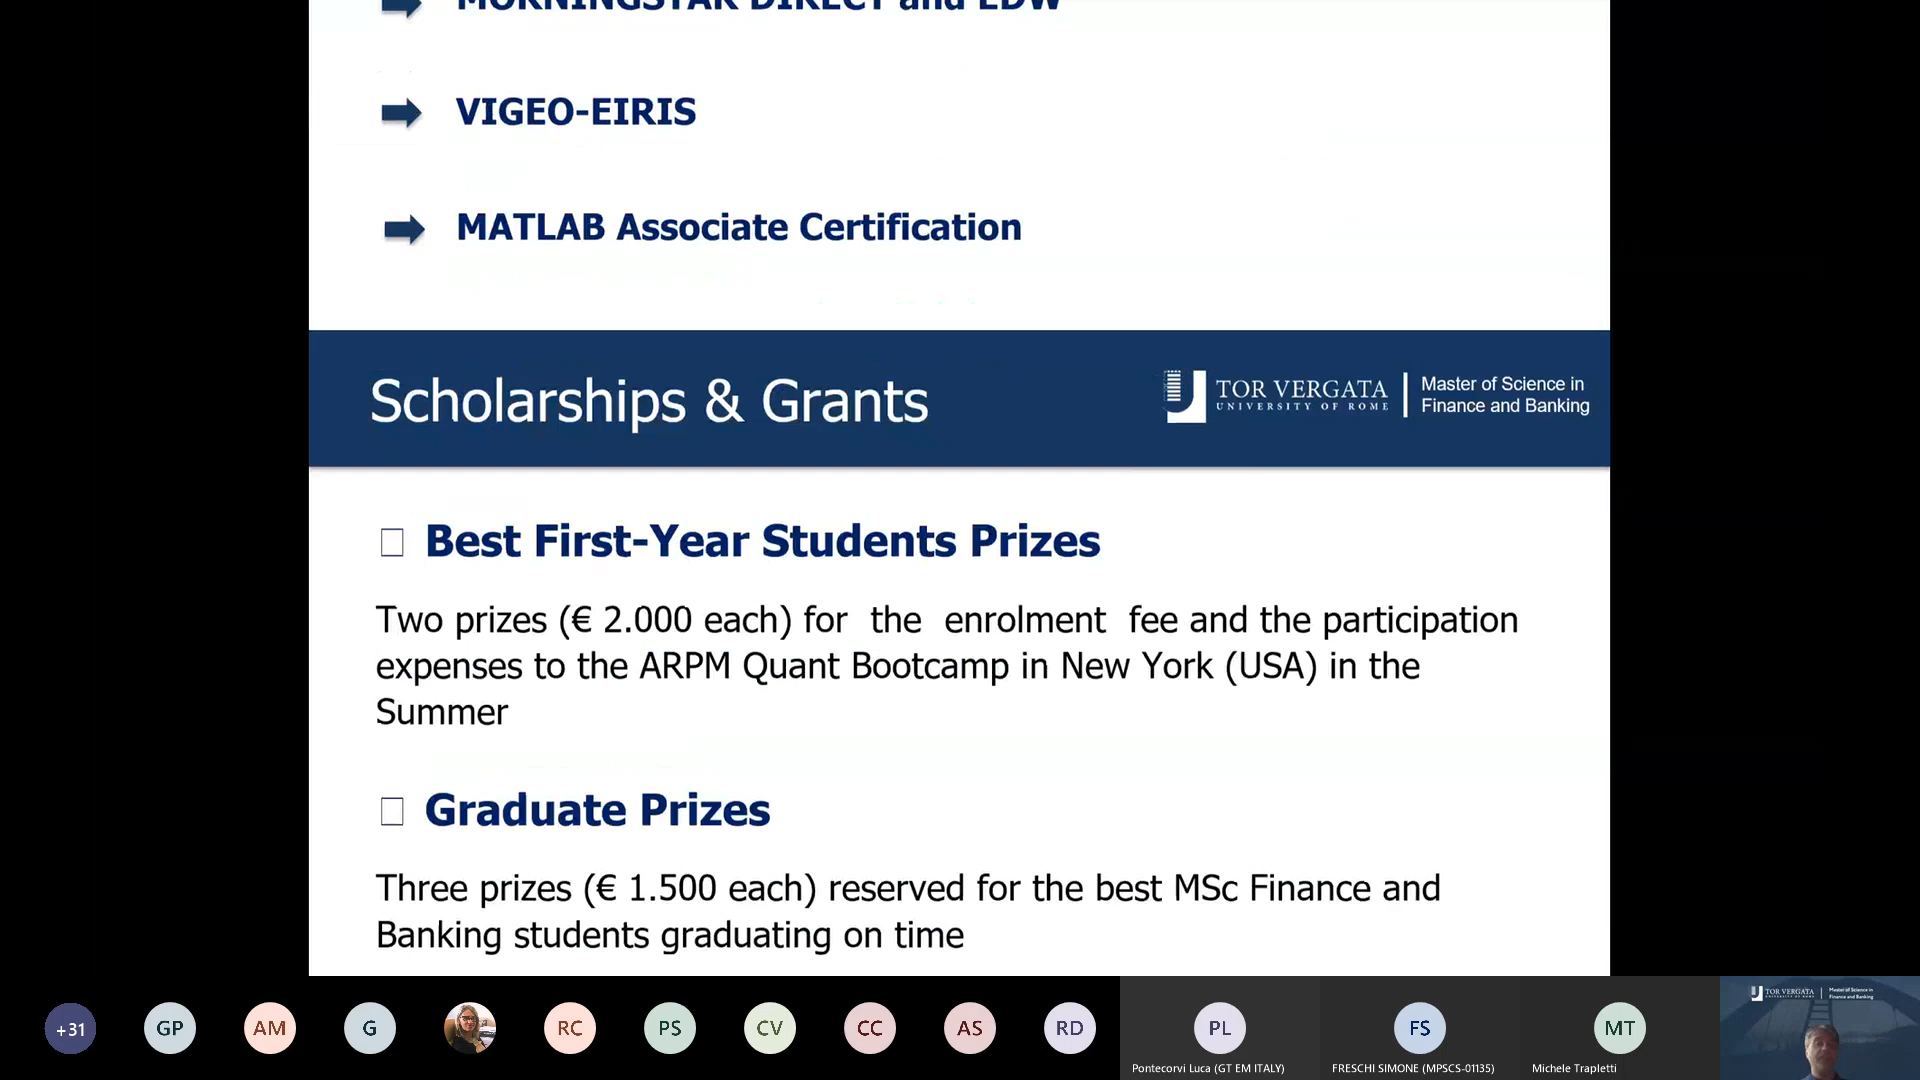 MORNINGSTAR DIRECT and EDW
VIGEO-EIRIS
MATLAB Associate Certification
Scholarships & Grants
TOR VERGATA
UNIVERSITY OF ROME
Master of Science in
Finance and Banking
Best First-Year Students Prizes
Two prizes (€ 2.000 each) for the enrolment fee and the participation
expenses to the ARPM Quant Bootcamp in New York (USA) in the
Summer
Graduate Prizes
Three prizes (€ 1.500 each) reserved for the best MSc Finance and
Banking students graduating on time
+31
GP
AM
G
RC
PS
CV
CC
AS
RD
PL
Pontecorvi Luca (GT EM ITALY)
FS
FRESCHI SIMONE (MPSCS-01135)
MT
Michele Trapletti
TOR VERGATA
UNIVERSITY OF ROME
Master of Science in
Finance and Banking